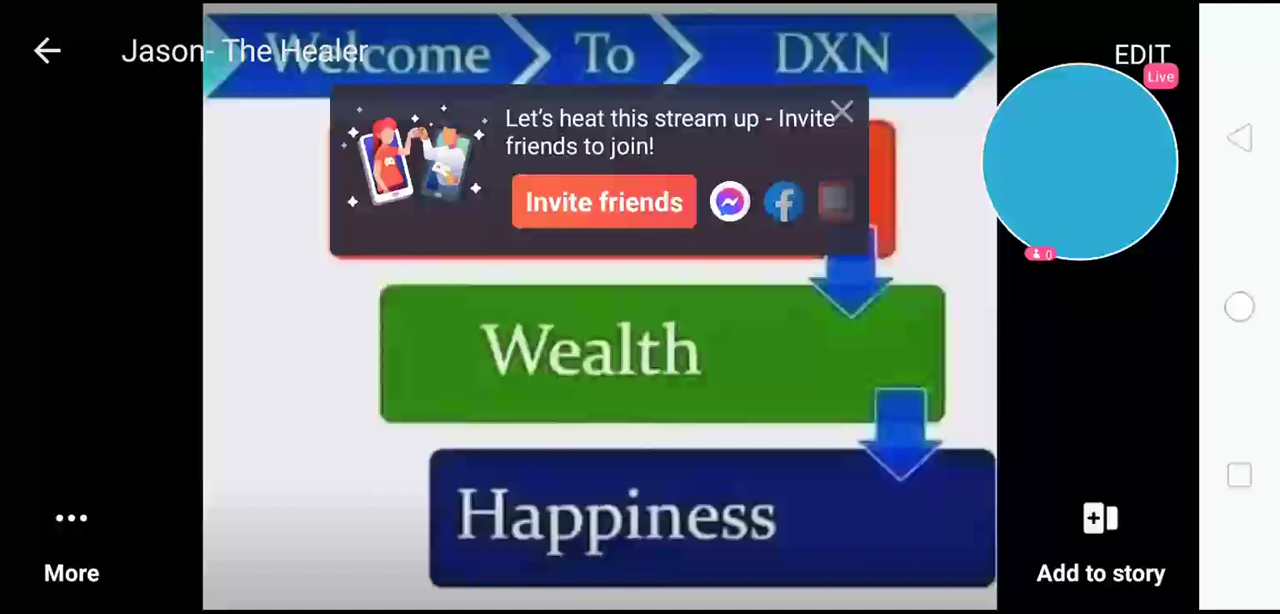 Jason- The Healer
Welcome To DXN
EDIT
Live
Let's heat this stream up - Invite
friends to join!
Invite friends
0
Wealth
Happiness
More
Add to story